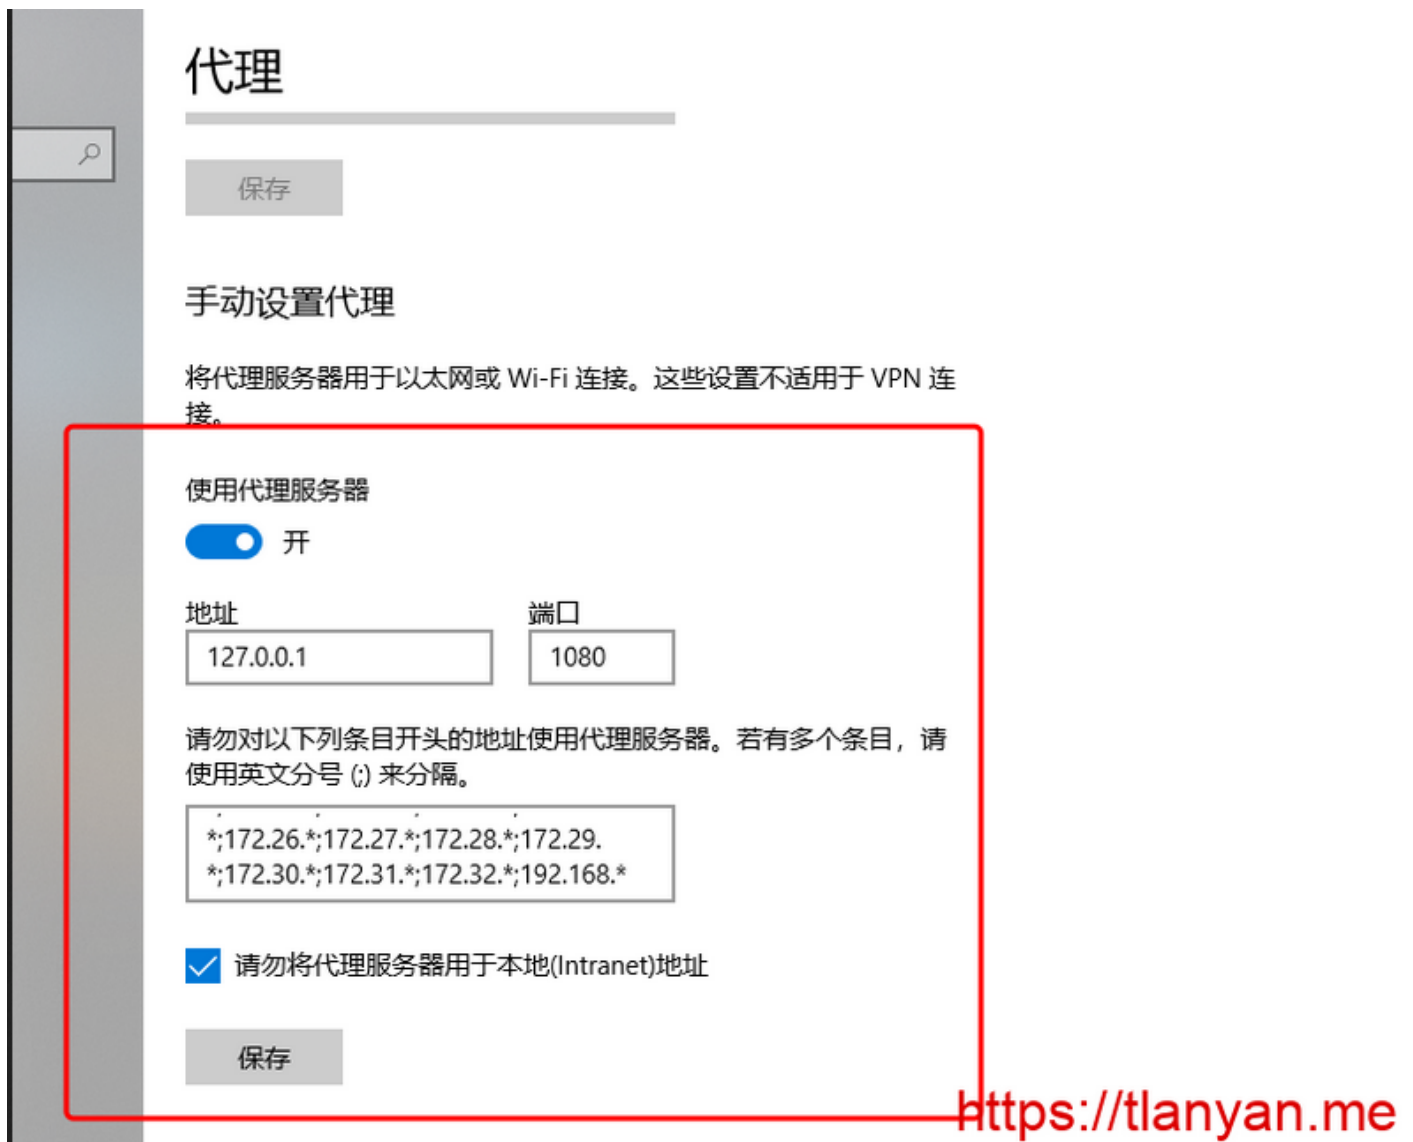 代理
保存
手动设置代理
将代理服务器用于以太网或 Wi-Fi 连接。这些设置不适用于 VPN 连
接。
使用代理服务器
开
地址 端口
127.0.0.1 1080
请勿对以下列条目开头的地址使用代理服务器。若有多个条目，请
使用英文分号 (;) 来分隔。
*;172.26.*;172.27.*;172.28.*;172.29.
*;172.30.*;172.31.*;172.32.*;192.168.*
请勿将代理服务器用于本地(Intranet)地址
保存
https://tlanyan.me